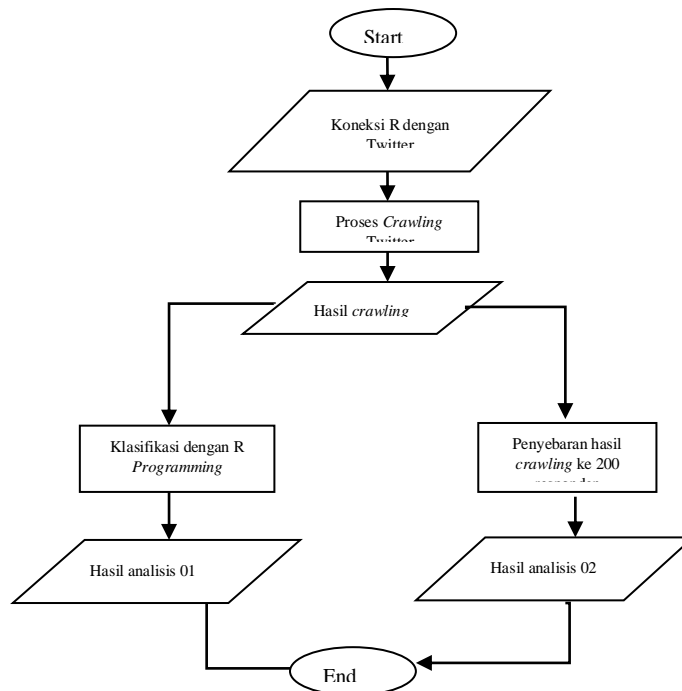 Start
Koneksi R dengan
Twitter
Proses Crawling
Twitter
Hasil crawling
Klasifikasi dengan R
Programming
Penyebaran hasil
crawling ke 200
Hasil analisis 01
Hasil analisis 02
End